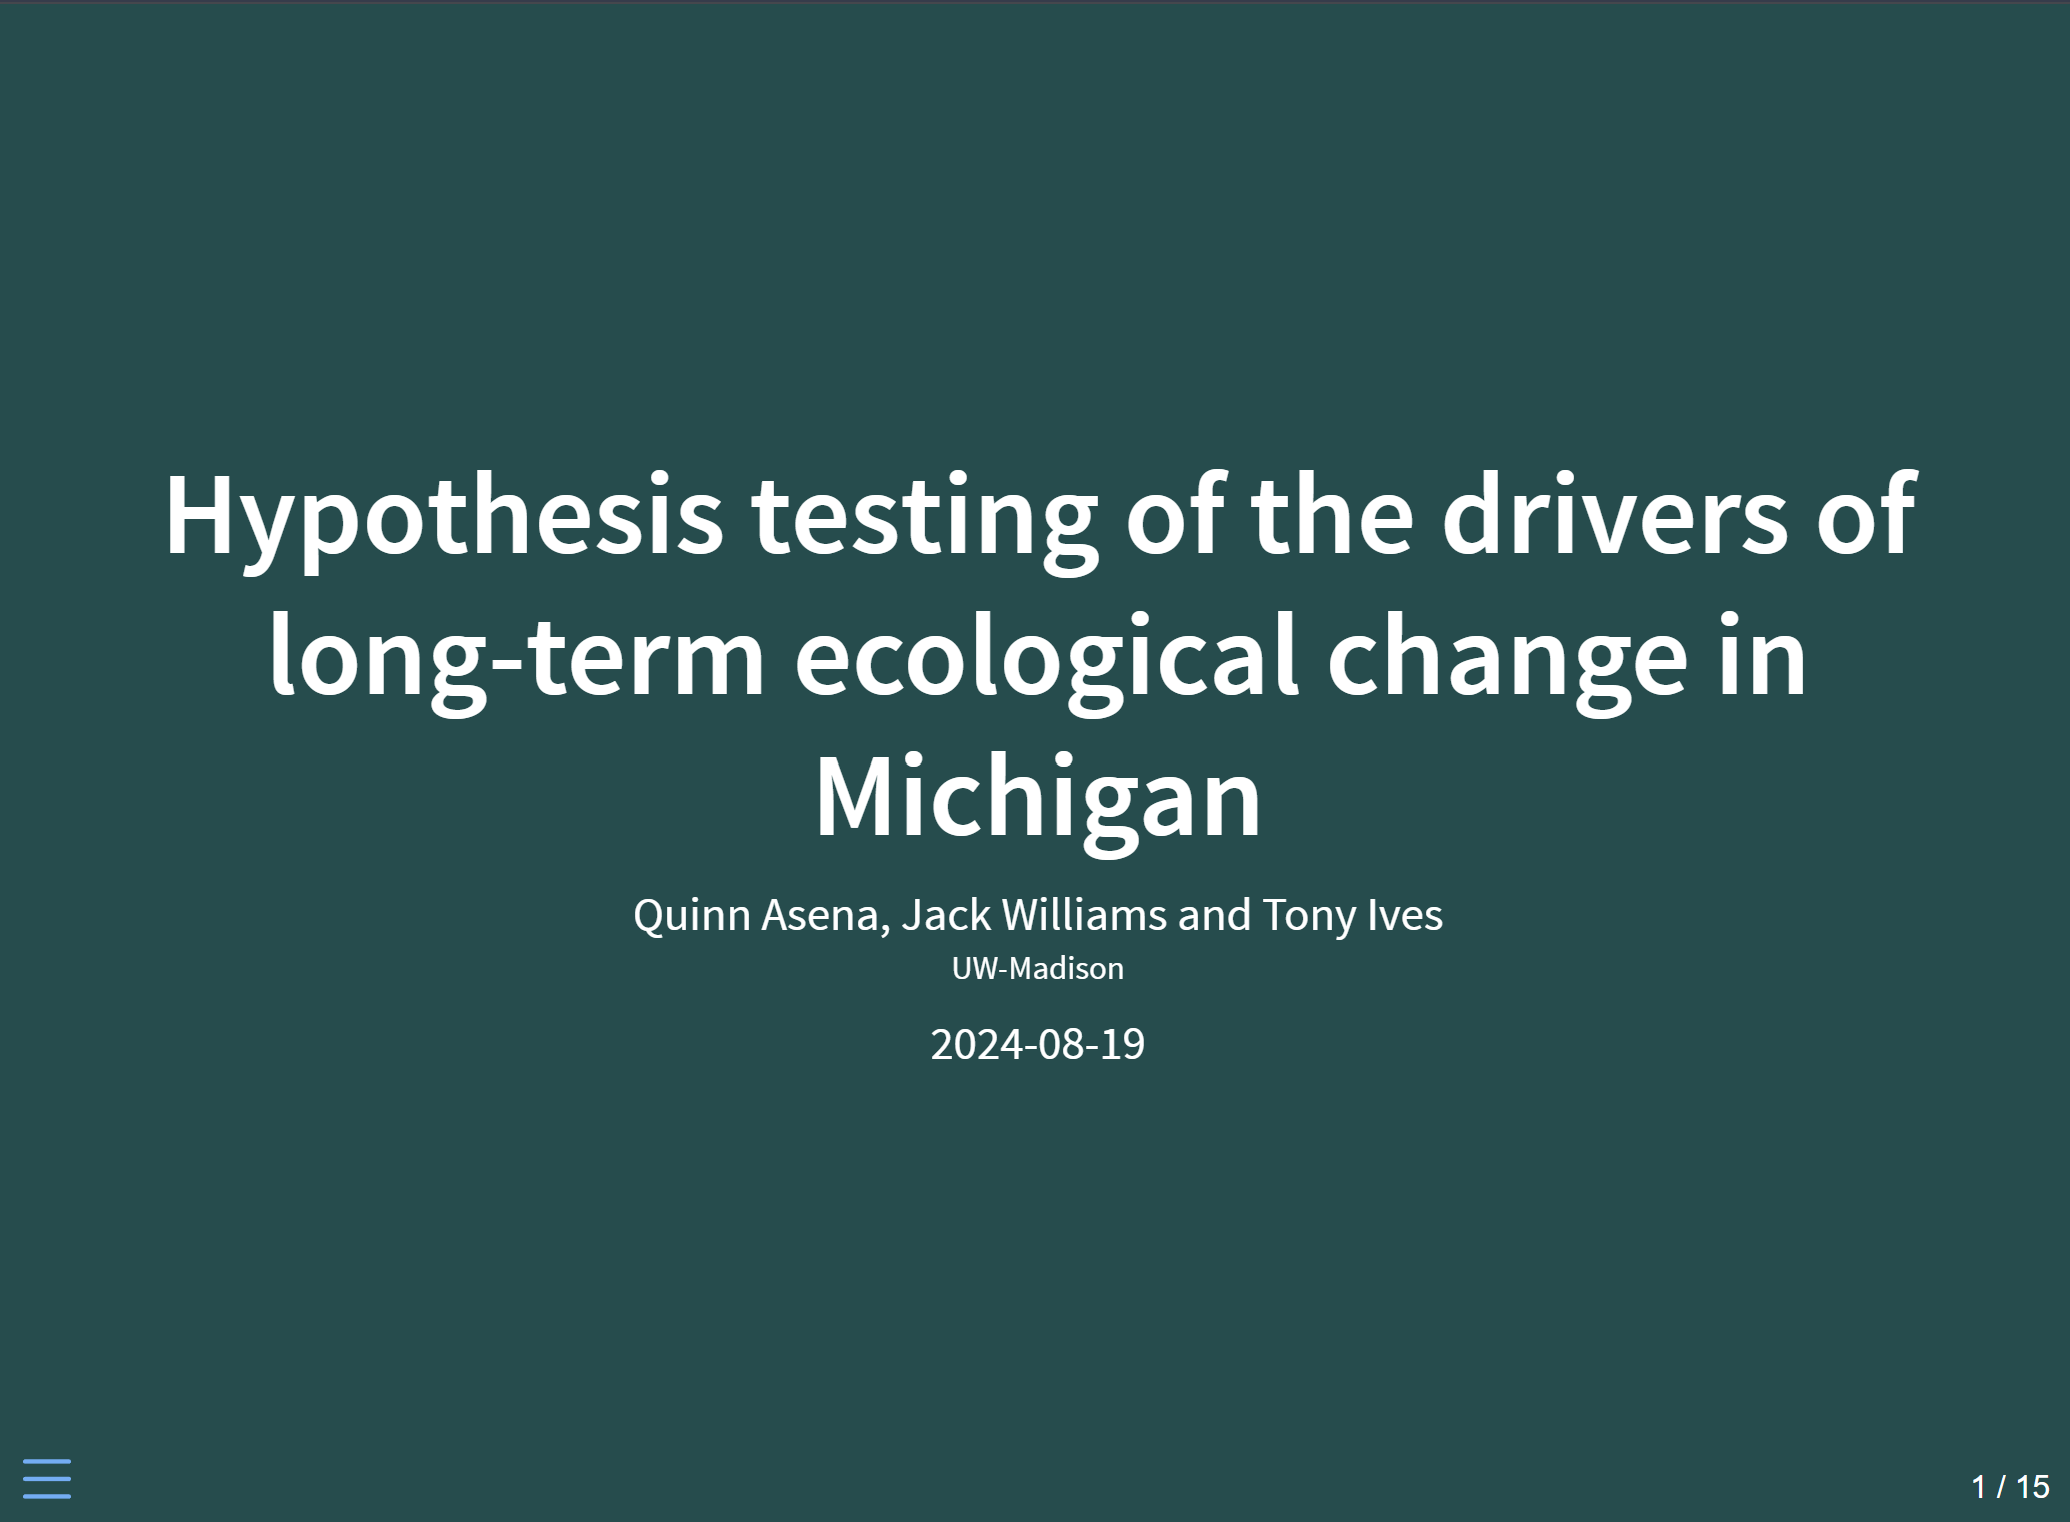 Hypothesis testing of the drivers of
long-term ecological change in
Michigan
Quinn Asena, Jack Williams and Tony Ives
UW-Madison
2024-08-19
1 / 15